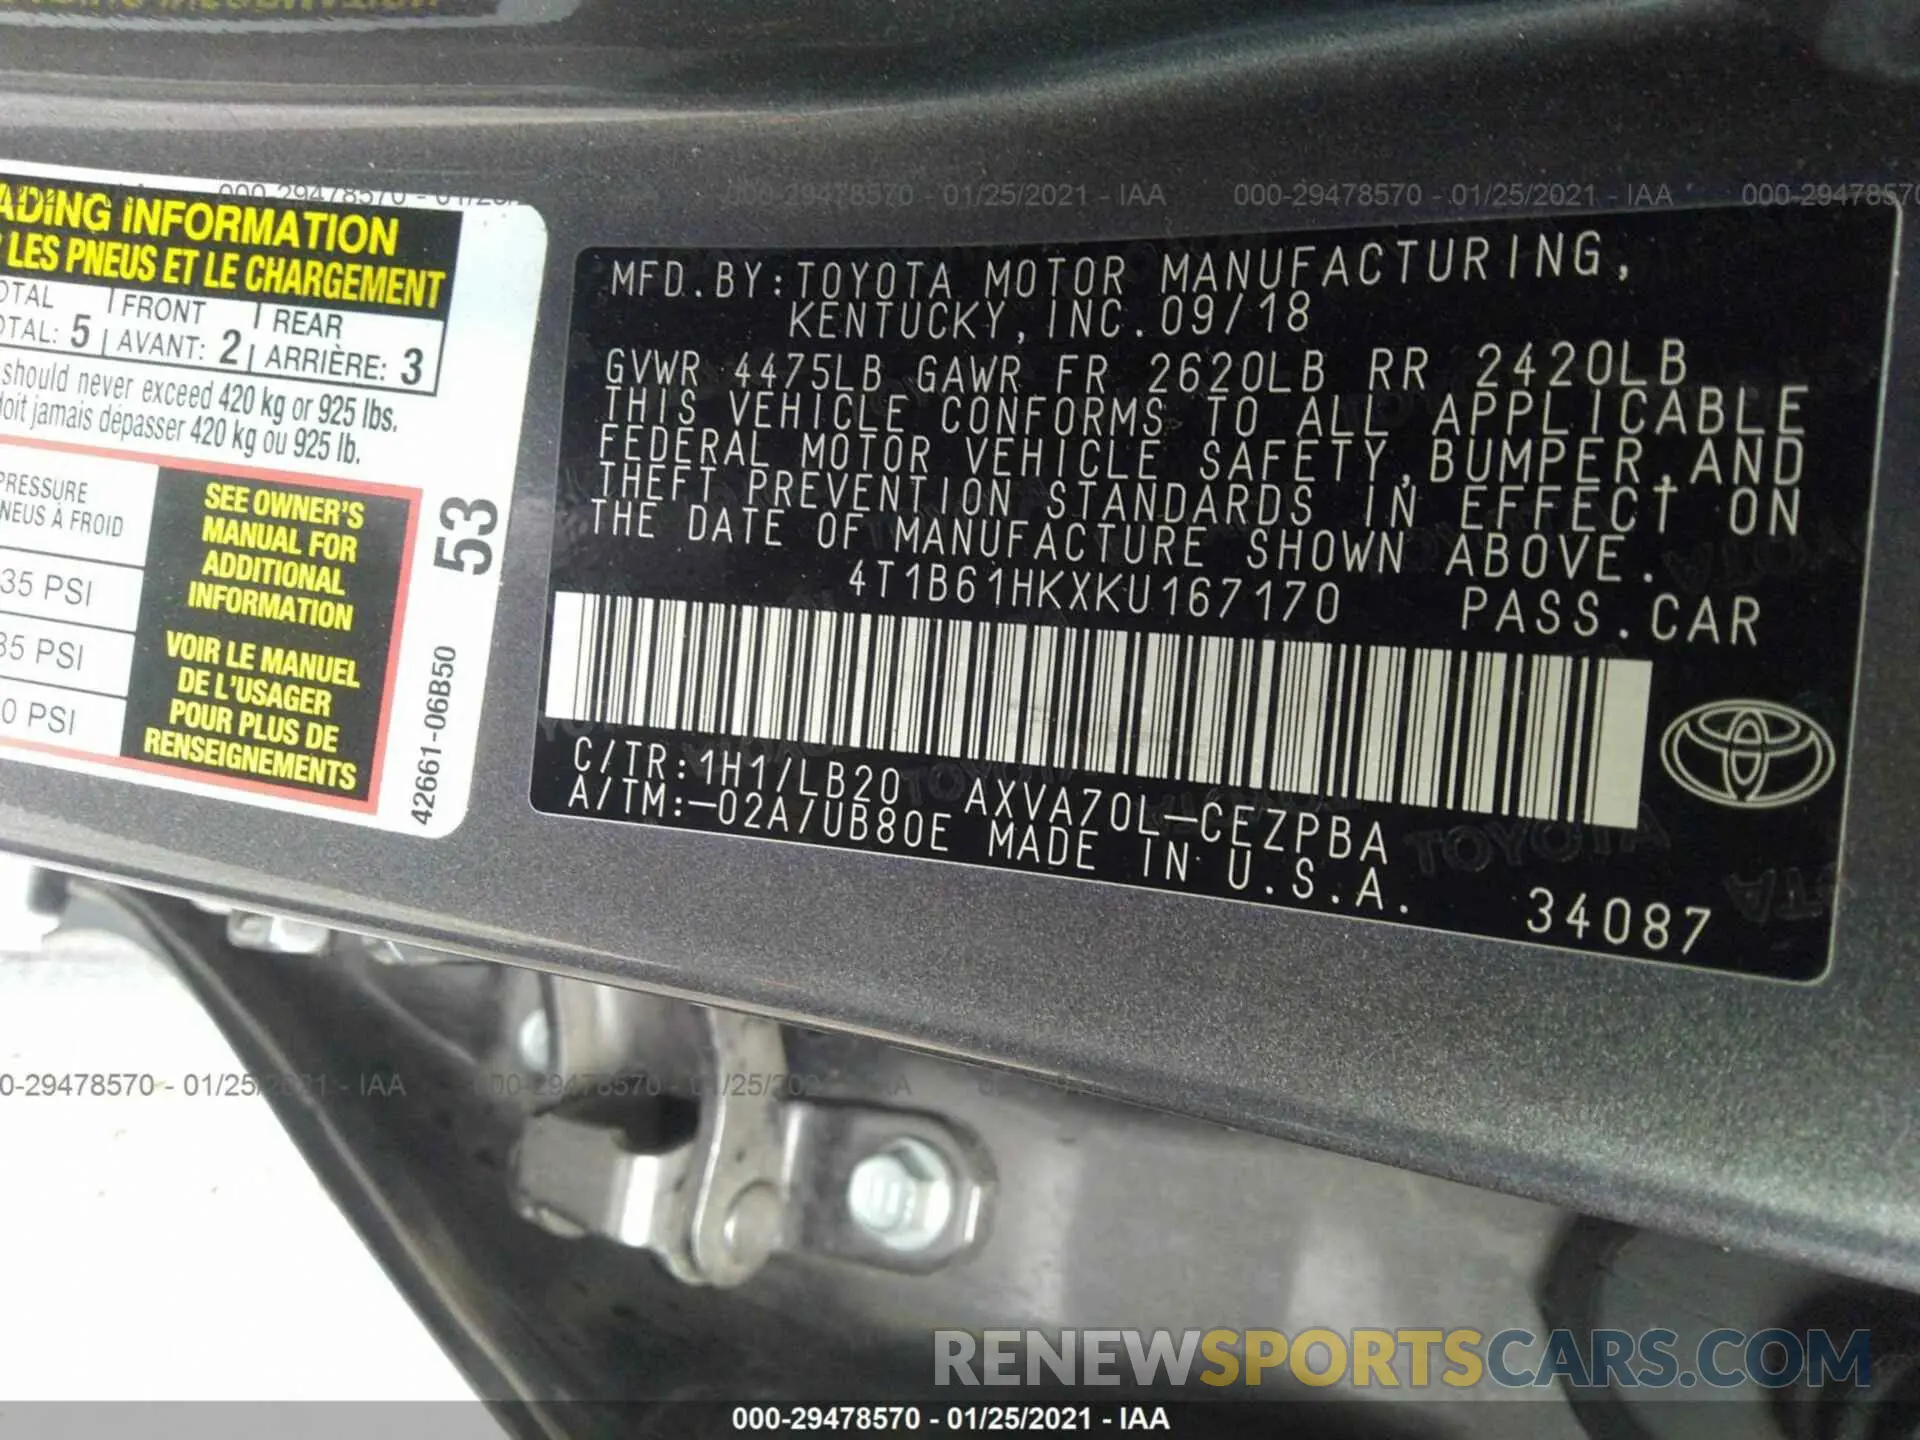 000-29478570 - 01/25/2021 - IAA
000-29478570
ADING INFORMATION
LES PNEUS ET LE CHARGEMENT
FRONT REAR
5 AVANT: 2 ARRIÈRE: 3
should never exceed 420 kg or 925 lbs.
doit jamais dépasser 420 kg ou 925 lb.
PRESSURE
À FROID
35 PSI
35 PSI
0 PSI
SEE OWNER'S
MANUAL FOR
ADDITIONAL
INFORMATION
VOIR LE MANUEL
DE L'USAGER
POUR PLUS DE
RENSEIGNEMENTS
53
42661-06B50
MFD.BY:TOYOTA MOTOR MANUFACTURING,
KENTUCKY,INC.09/18
GVWR 4475LB GAWR FR 2620LB RR 2420LB
THIS VEHICLE CONFORMS TO ALL APPLICABLE
FEDERAL MOTOR VEHICLE SAFETY,BUMPER,AND
THEFT PREVENTION STANDARDS IN EFFECT ON
THE DATE OF MANUFACTURE SHOWN ABOVE.
4T1B61HKXKU167170 PASS.CAR
C/TR:1H1/LB20 AXVA70L-CEZPBA
A/TM:-02A/UB80E MADE IN U.S.A.
34087
0-29478570 - 01/25/2021 - IAA
RENEWSPORTSCARS.COM
000-29478570 - 01/25/2021 - IAA